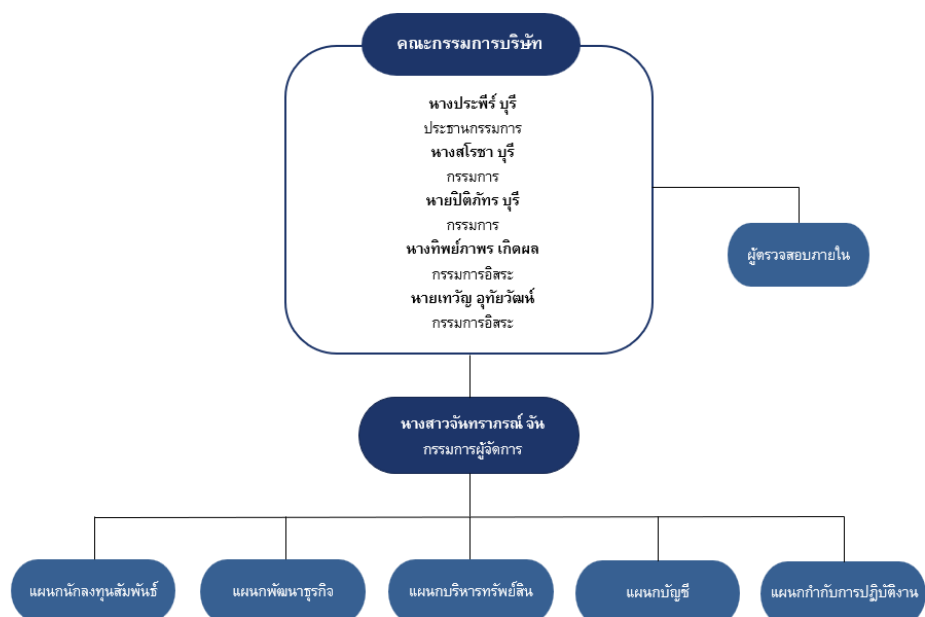 คณะกรรมการบริษัท
นางประพีร์ บุรี
ประธานกรรมการ
นางสโรชา บุรี
กรรมการ
นายปิติภัทร บุรี
กรรมการ
นางทิพย์ภาพร เกิดผล
กรรมการอิสระ
นายเทวัญ อุทัยวัฒน์
กรรมการอิสระ
ผู้ตรวจสอบภายใน
นางสาวจันทราภรณ์ จัน
กรรมการผู้จัดการ
แผนกนักลงทุนสัมพันธ์
แผนกพัฒนาธุรกิจ
แผนกบริหารทรัพย์สิน
แผนกบัญชี
แผนกกำกับการปฏิบัติงาน